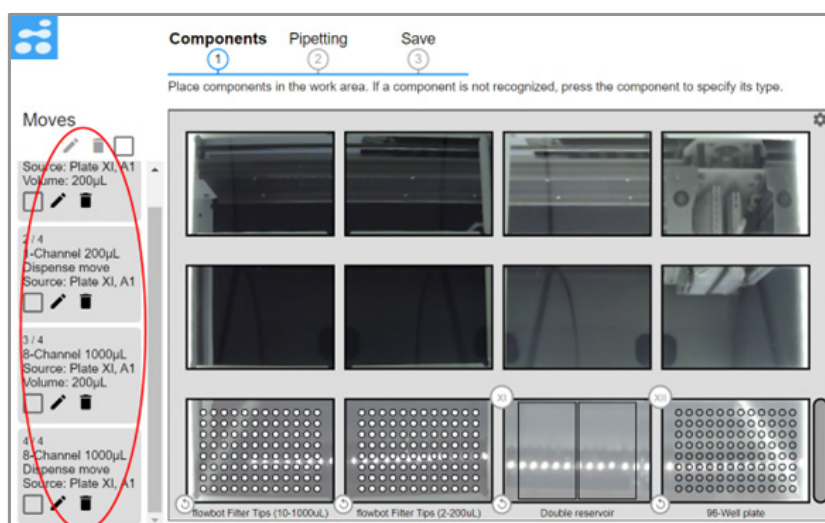 Components Pipetting Save
1 2 3
Place components in the work area. If a component is not recognized, press the component to specify its type.
Moves
Source: Plate XI, A1
Volume: 200µL
2 / 4
1-Channel 200µL
Dispense move
Source: Plate XI, A1
3 / 4
8-Channel 1000µL
Source: Plate XI, A1
Volume: 200µL
4 / 4
8-Channel 1000µL
Dispense move
Source: Plate XI, A1
XI XII
flowbot Filter Tips (10-1000uL) flowbot Filter Tips (2-200uL) Double reservoir 96-Well plate